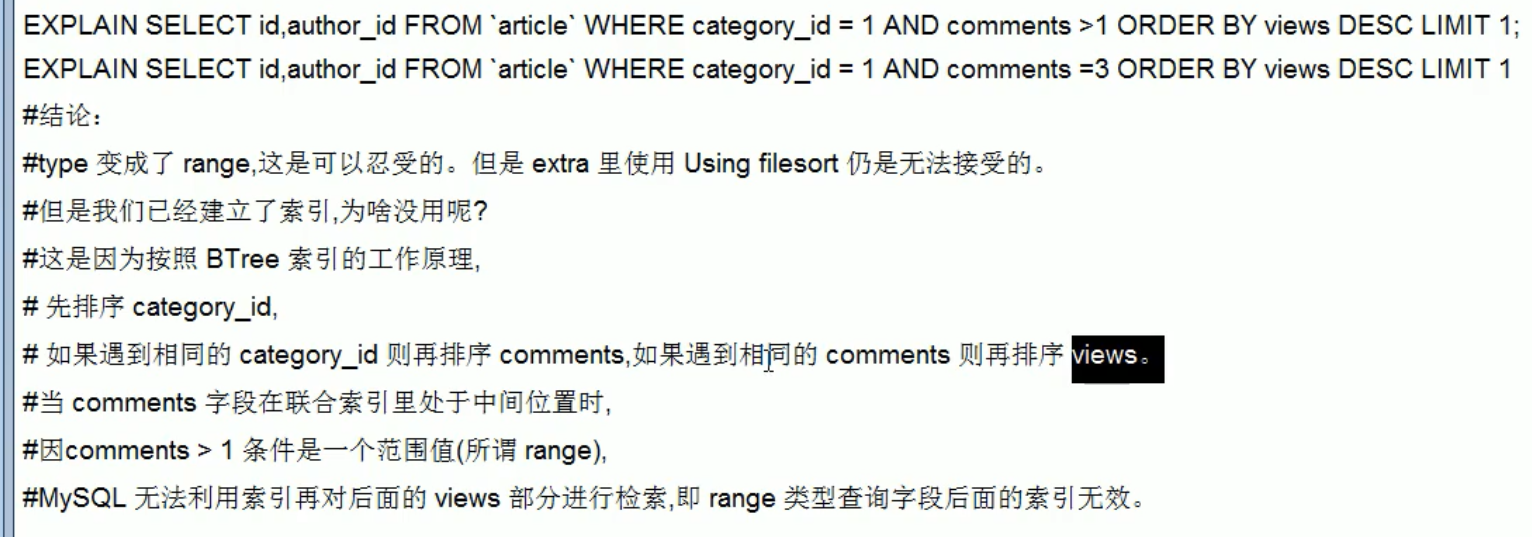 EXPLAIN SELECT id,author_id FROM `article` WHERE category_id = 1 AND comments >1 ORDER BY views DESC LIMIT 1;
EXPLAIN SELECT id,author_id FROM `article` WHERE category_id = 1 AND comments =3 ORDER BY views DESC LIMIT 1
#结论：
#type 变成了 range,这是可以忍受的。但是 extra 里使用 Using filesort 仍是无法接受的。
#但是我们已经建立了索引,为啥没用呢?
#这是因为按照 BTree 索引的工作原理,
# 先排序 category_id,
# 如果遇到相同的 category_id 则再排序 comments,如果遇到相同的 comments 则再排序 views。
#当 comments 字段在联合索引里处于中间位置时,
#因comments > 1 条件是一个范围值(所谓 range),
#MySQL 无法利用索引再对后面的 views 部分进行检索,即 range 类型查询字段后面的索引无效。